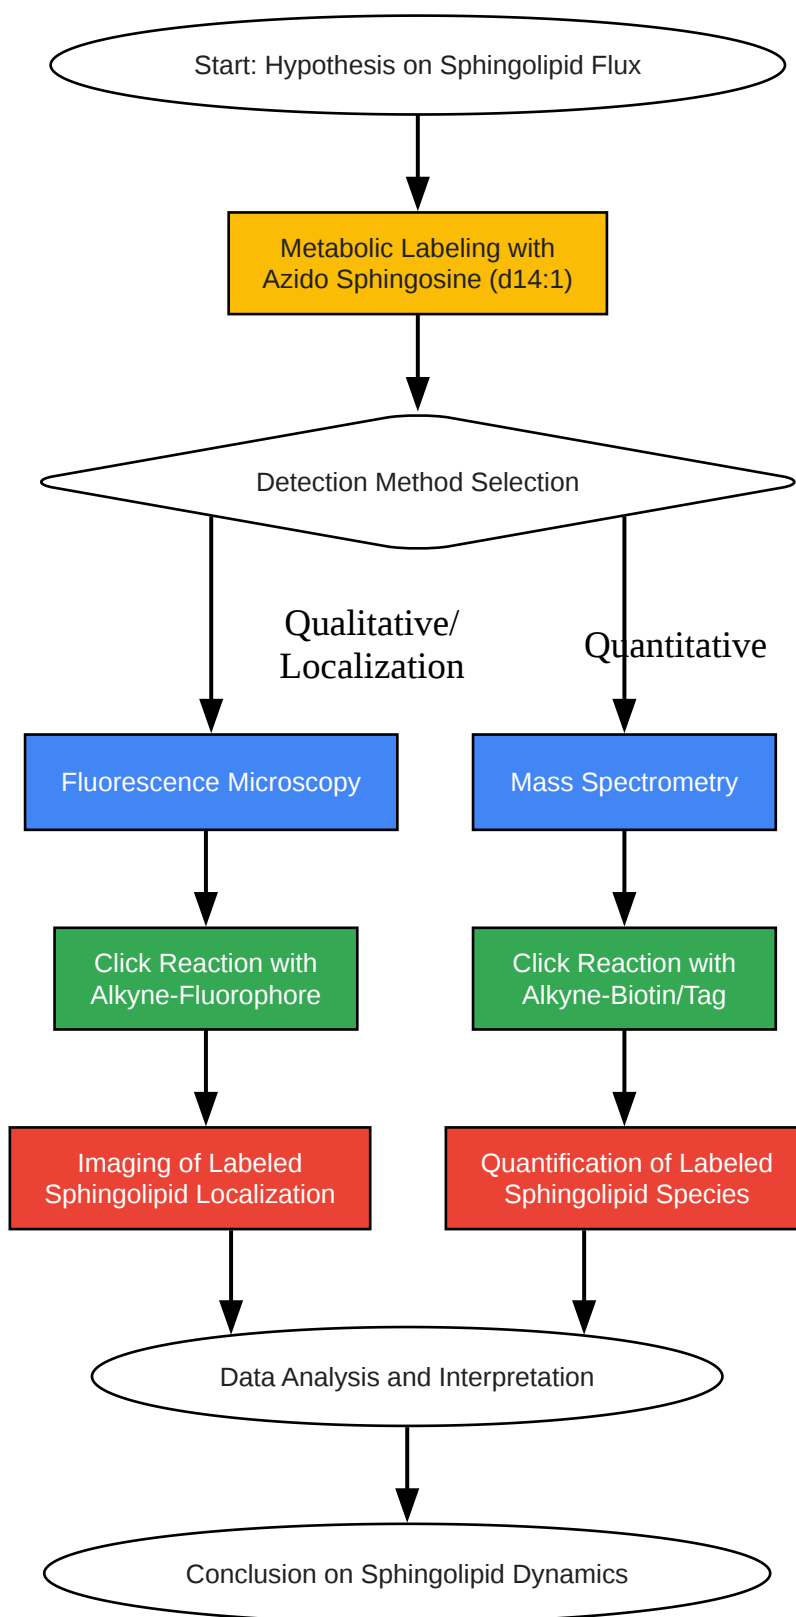 Start: Hypothesis on Sphingolipid Flux
Metabolic Labeling with
Azido Sphingosine (d14:1)
Detection Method Selection
Qualitative/
Localization
Quantitative
Fluorescence Microscopy
Mass Spectrometry
Click Reaction with
Alkyne-Fluorophore
Click Reaction with
Alkyne-Biotin/Tag
Imaging of Labeled
Sphingolipid Localization
Quantification of Labeled
Sphingolipid Species
Data Analysis and Interpretation
Conclusion on Sphingolipid Dynamics